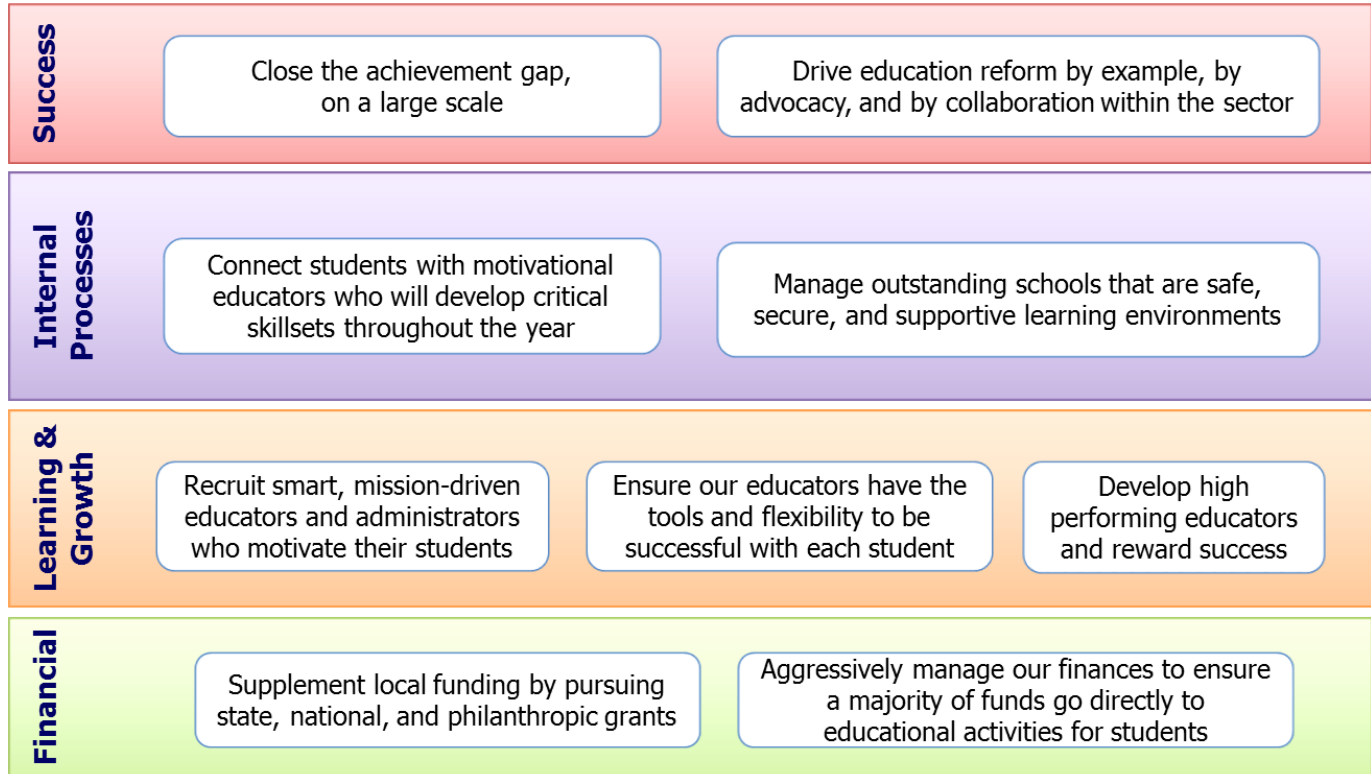 Success
Close the achievement gap,
on a large scale
Drive education reform by example, by
advocacy, and by collaboration within the sector
Internal
Processes
Connect students with motivational
educators who will develop critical
skillsets throughout the year
Manage outstanding schools that are safe,
secure, and supportive learning environments
Learning &
Growth
Recruit smart, mission-driven
educators and administrators
who motivate their students
Ensure our educators have the
tools and flexibility to be
successful with each student
Develop high
performing educators
and reward success
Financial
Supplement local funding by pursuing
state, national, and philanthropic grants
Aggressively manage our finances to ensure
a majority of funds go directly to
educational activities for students